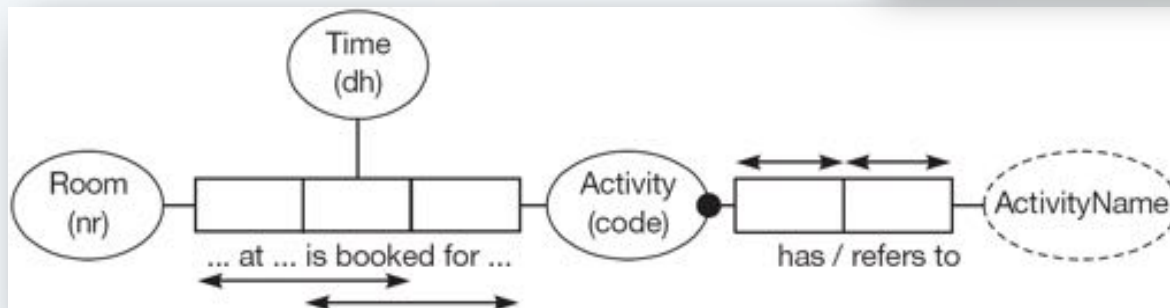 Time
(dh)
Room
(nr)
Activity
(code)
ActivityName
... at ... is booked for ...
has / refers to